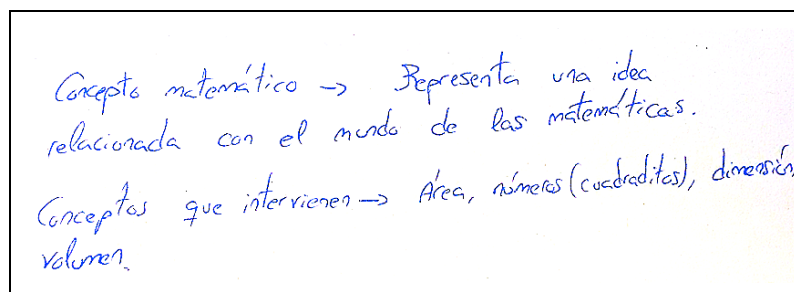 Concepto matemático → Representa una idea
relacionada con el mundo de las matemáticas.
Conceptos que intervienen → Área, números (cuadraditos), dimensión,
volumen.